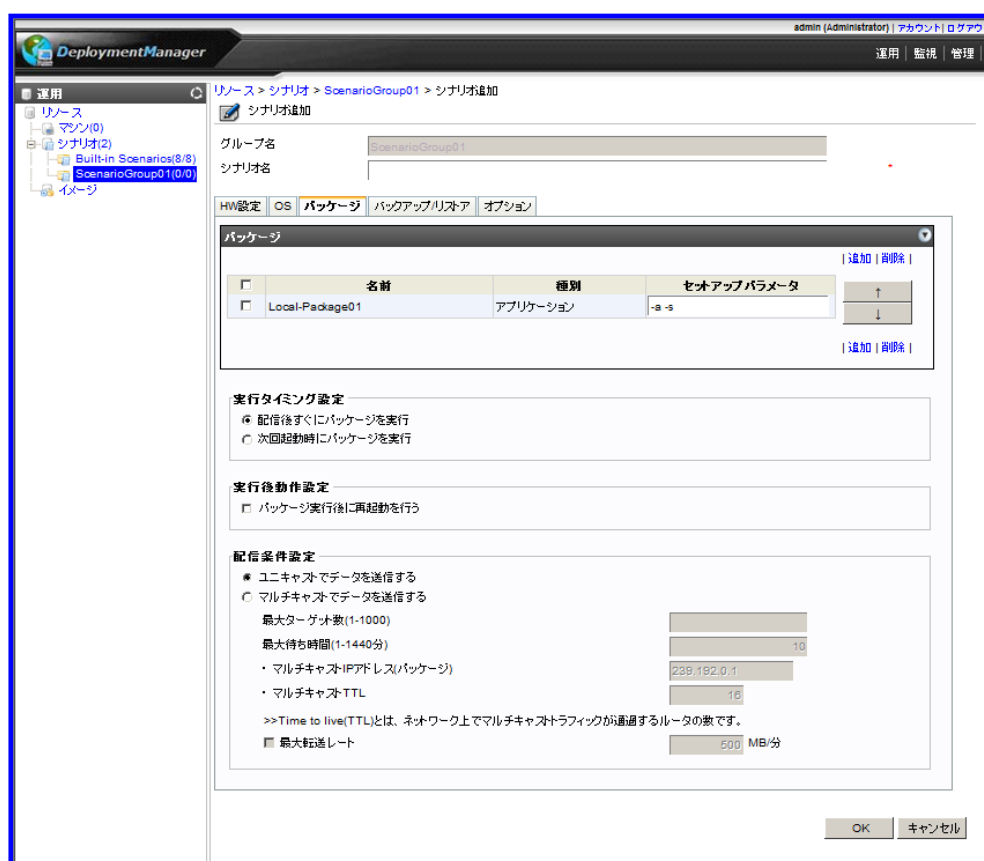 admin (Administrator) | アカウント | ログアウ
DeploymentManager
運用 | 監視 | 管理 |
運用
リソース
マシン(0)
シナリオ(2)
Built-in Scenarios(8/8)
ScenarioGroup01(0/0)
イメージ
リソース > シナリオ > ScenarioGroup01 > シナリオ追加
シナリオ追加
グループ名 ScenarioGroup01
シナリオ名 *
HW設定 OS パッケージ バックアップ/リストア オプション
パッケージ
| 追加 | 削除 |
名前 種別 セットアップパラメータ ↑
Local-Package01 アプリケーション -a -s ↓
| 追加 | 削除 |
実行タイミング設定
配信後すぐにパッケージを実行
次回起動時にパッケージを実行
実行後動作設定
パッケージ実行後に再起動を行う
配信条件設定
ユニキャストでデータを送信する
マルチキャストでデータを送信する
最大ターゲット数(1-1000)
最大待ち時間(1-1440分) 10
・ マルチキャストIPアドレス(パッケージ) 239.192.0.1
・ マルチキャストTTL 16
>>Time to live(TTL)とは、ネットワーク上でマルチキャストトラフィックが通過するルータの数です。
最大転送レート 500 MB/分
OK キャンセル